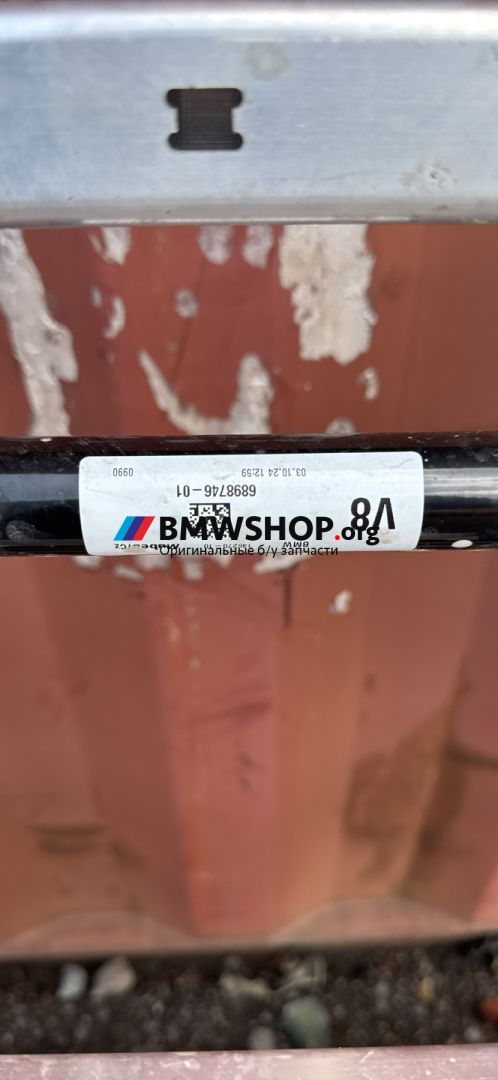 V8
6898746-01
03.10.24 12:59
0990
BMW
BMWSHOP.org
Оригинальные б/у запчасти